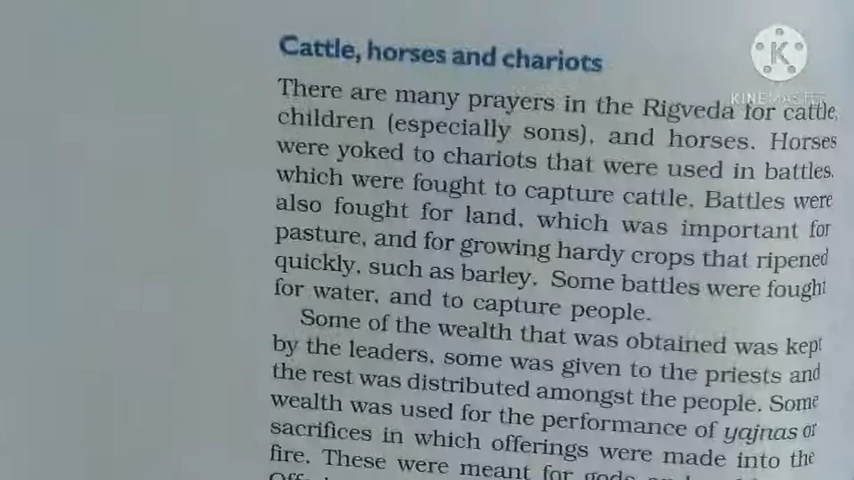 Cattle, horses and chariots
K
KINEMASTER
There are many prayers in the Rigveda for cattle,
children (especially sons), and horses. Horses
were yoked to chariots that were used in battles,
which were fought to capture cattle. Battles were
also fought for land, which was important for
pasture, and for growing hardy crops that ripened
quickly, such as barley. Some battles were fought
for water, and to capture people.
Some of the wealth that was obtained was kept
by the leaders, some was given to the priests and
the rest was distributed amongst the people. Some
wealth was used for the performance of yajnas or
sacrifices in which offerings were made into the
fire. These were meant for gods